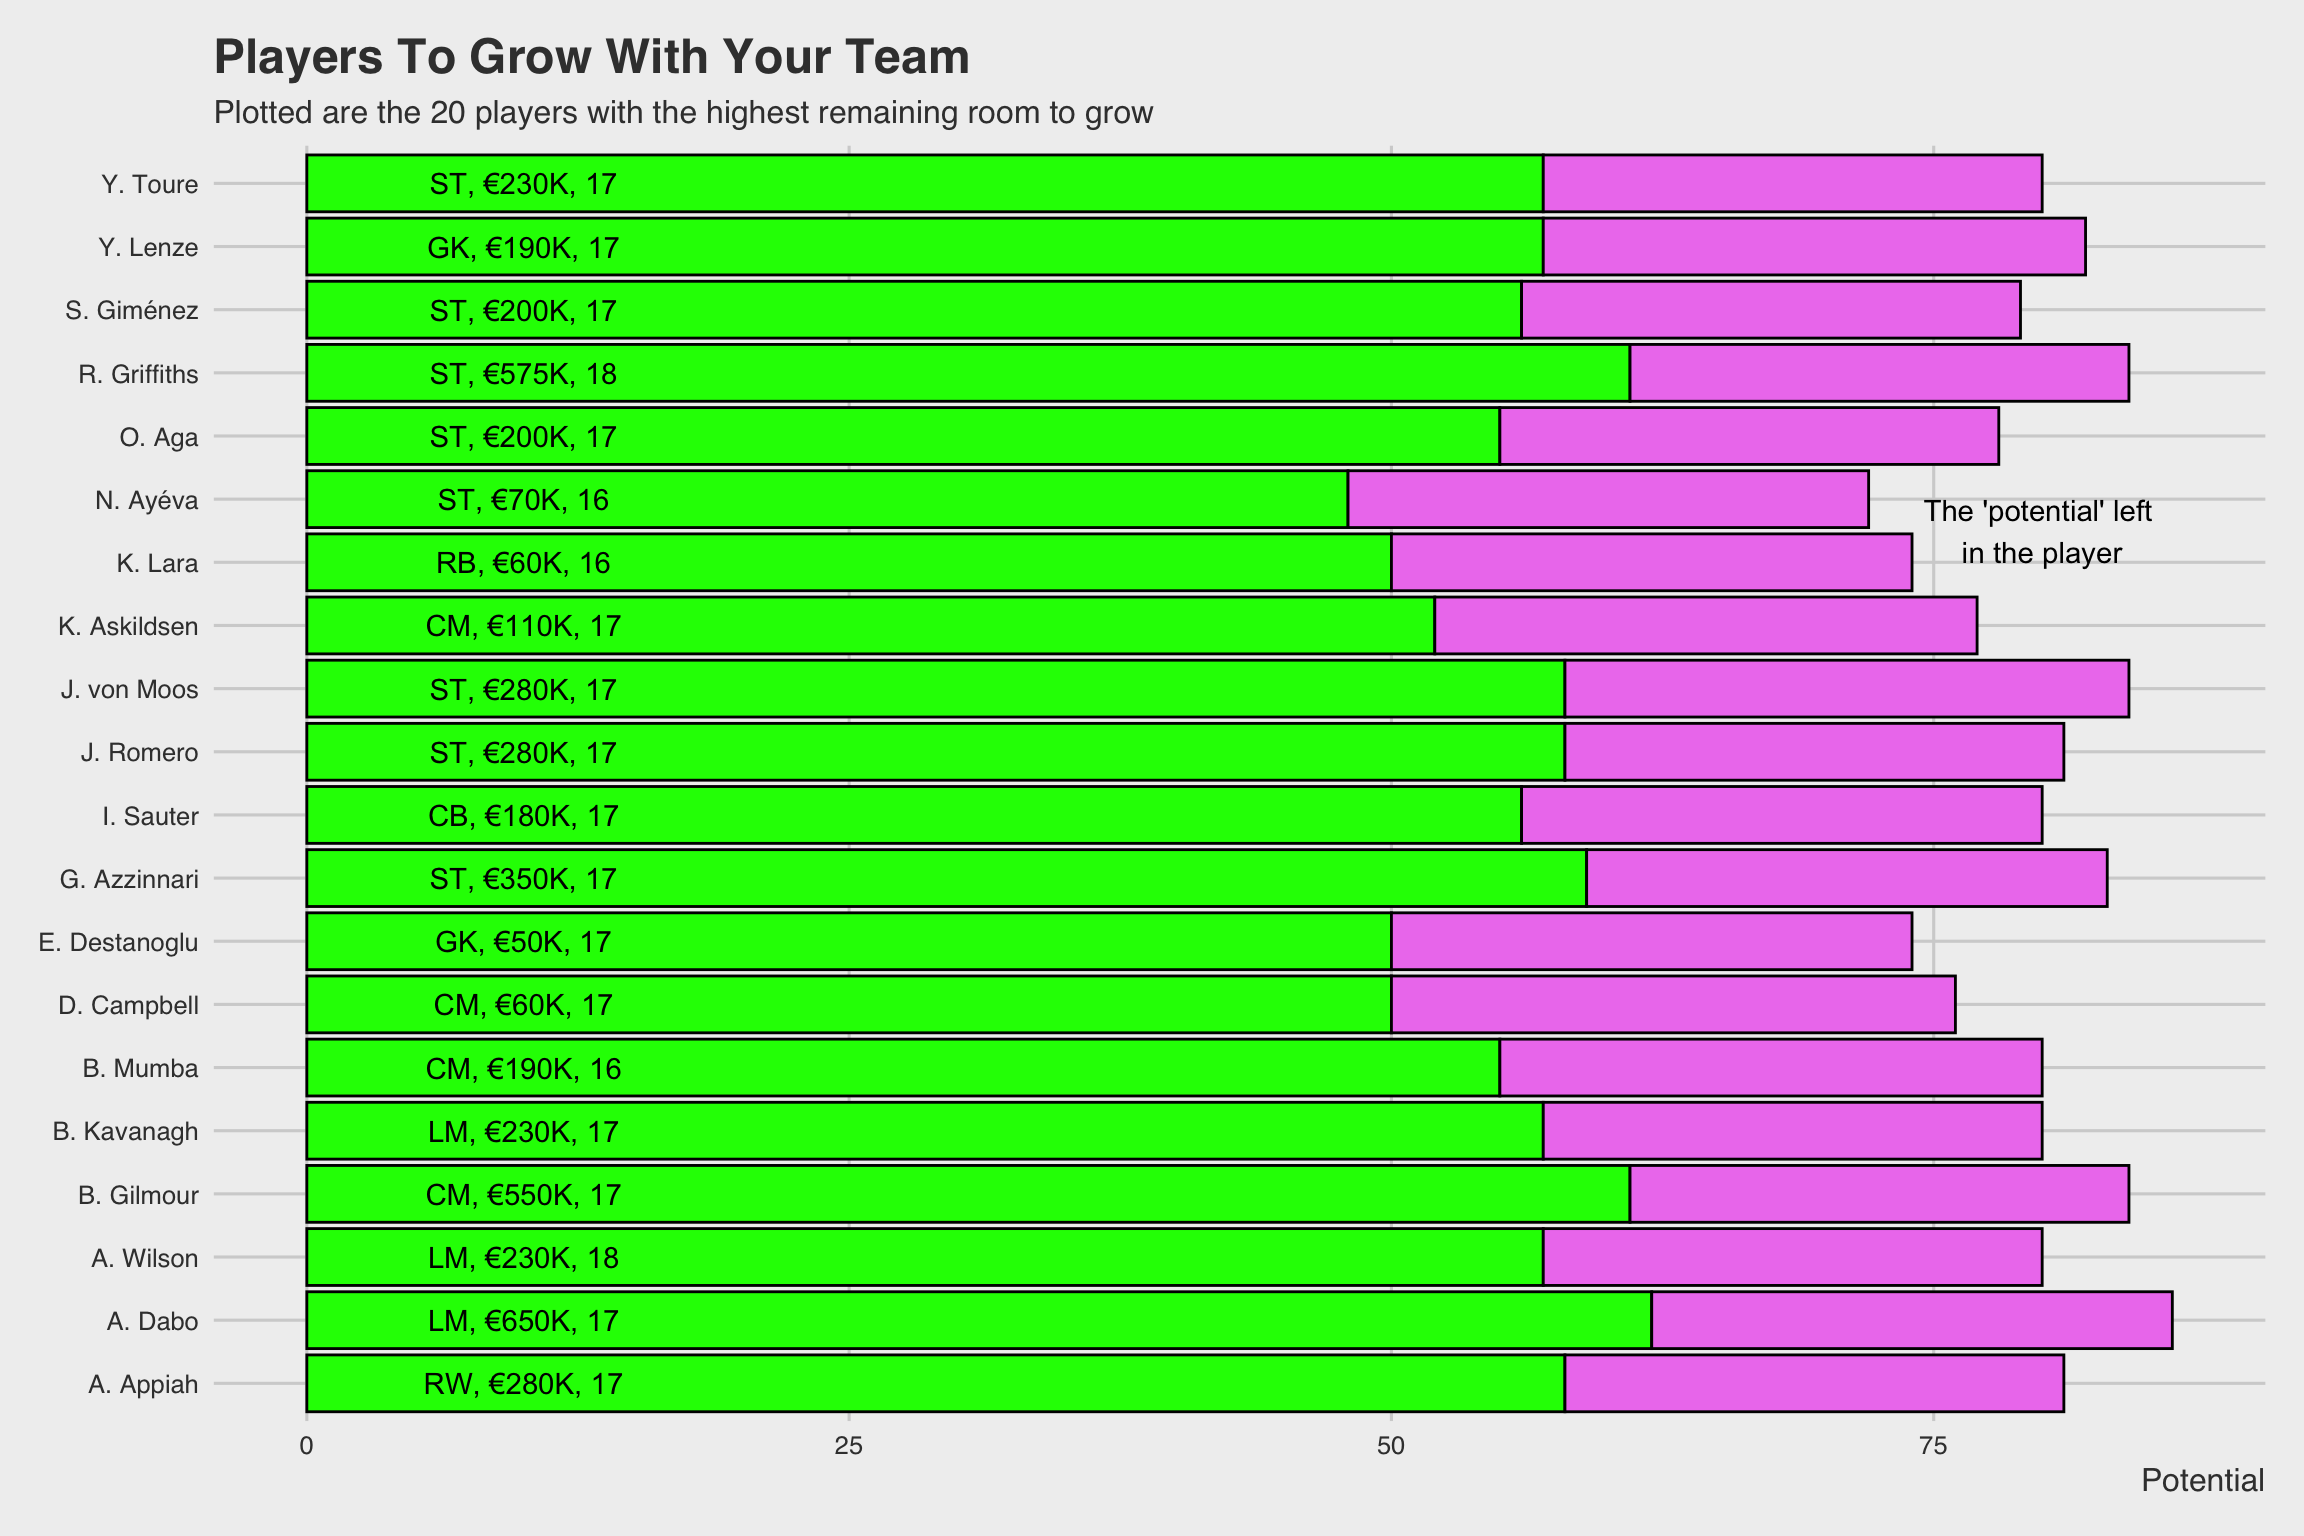 Players To Grow With Your Team
Plotted are the 20 players with the highest remaining room to grow
Y. Toure
ST, €230K, 17
Y. Lenze
GK, €190K, 17
S. Giménez
ST, €200K, 17
R. Griffiths
ST, €575K, 18
O. Aga
ST, €200K, 17
N. Ayéva
ST, €70K, 16
The 'potential' left
in the player
K. Lara
RB, €60K, 16
K. Askildsen
CM, €110K, 17
J. von Moos
ST, €280K, 17
J. Romero
ST, €280K, 17
I. Sauter
CB, €180K, 17
G. Azzinnari
ST, €350K, 17
E. Destanoglu
GK, €50K, 17
D. Campbell
CM, €60K, 17
B. Mumba
CM, €190K, 16
B. Kavanagh
LM, €230K, 17
B. Gilmour
CM, €550K, 17
A. Wilson
LM, €230K, 18
A. Dabo
LM, €650K, 17
A. Appiah
RW, €280K, 17
0 25 50 75
Potential